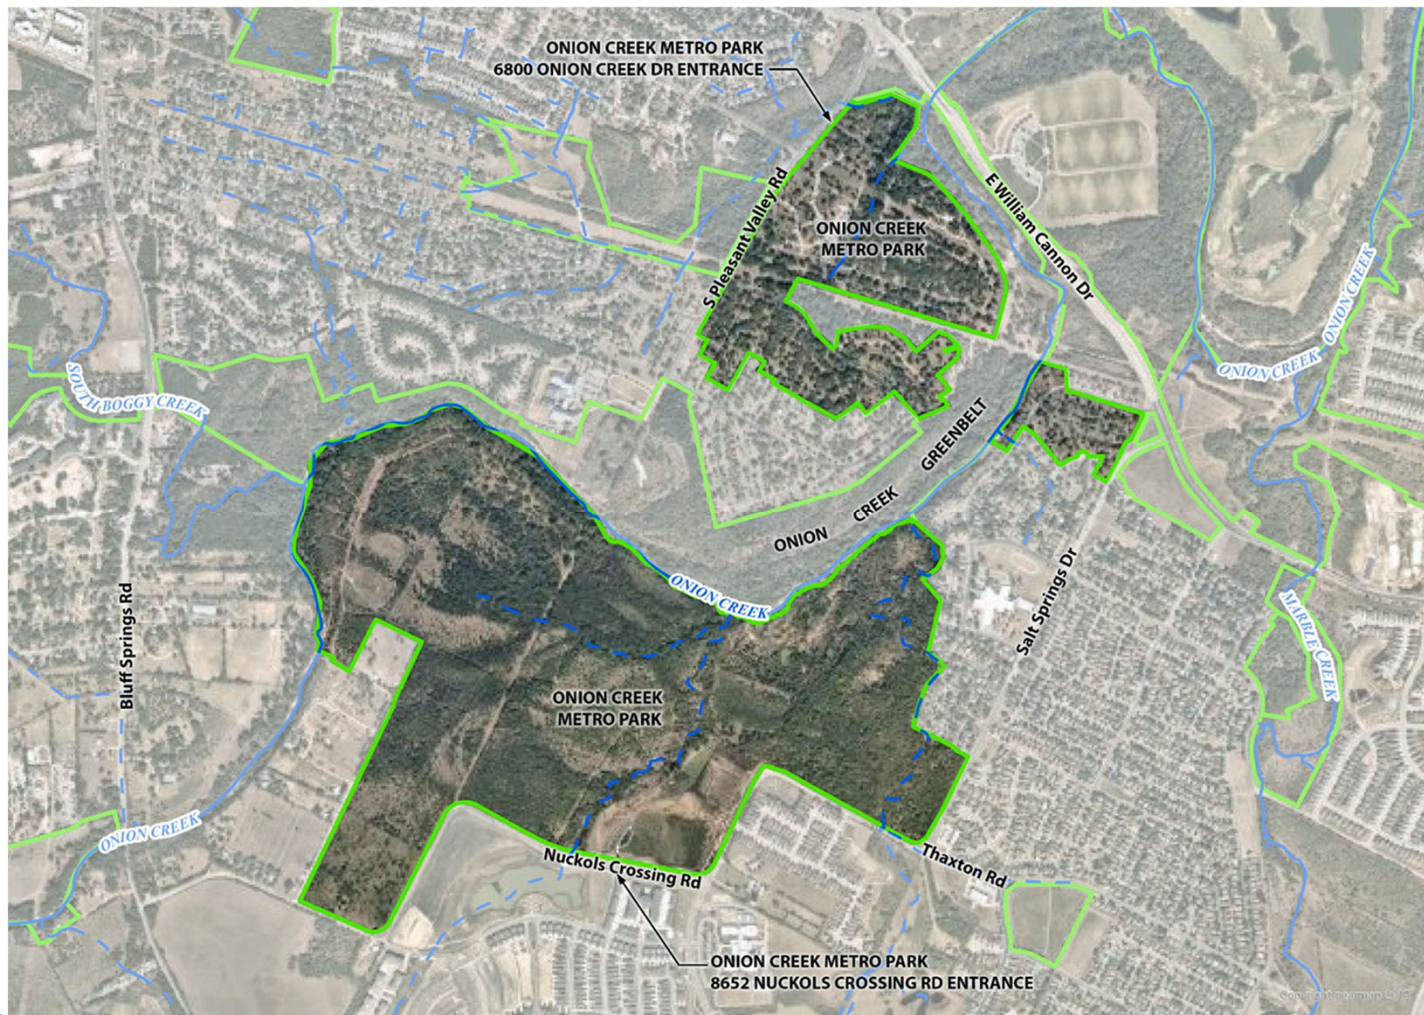 ONION CREEK METRO PARK
6800 ONION CREEK DR ENTRANCE
S Pleasant Valley Rd
ONION CREEK
METRO PARK
E William Cannon Dr
ONION CREEK
ONION CREEK
SOUTH BOGGY CREEK
ONION CREEK GREENBELT
ONION CREEK
Bluff Springs Rd
Salt Springs Dr
MARBLE CREEK
ONION CREEK
METRO PARK
ONION CREEK
Nuckols Crossing Rd
Thaxton Rd
ONION CREEK METRO PARK
8652 NUCKOLS CROSSING RD ENTRANCE